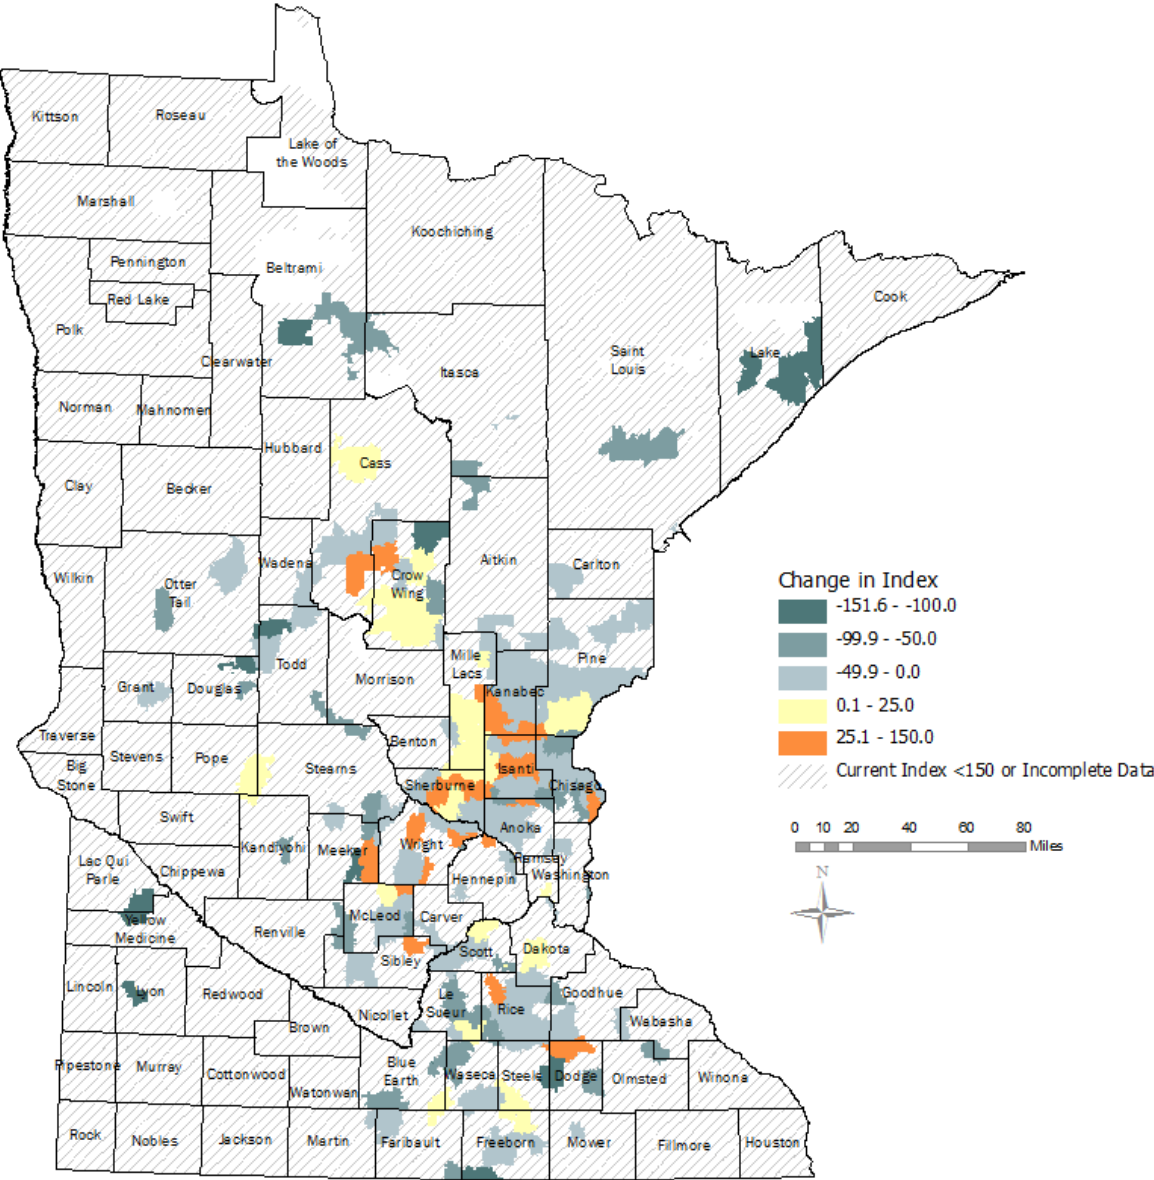 Kittson
Roseau
Lake of
the Woods
Marshall
Koochiching
Pennington
Beltrami
Red Lake
Cook
Polk
Clearwater
Saint
Louis
Lake
Itasca
Norman
Mahnomen
Hubbard
Cass
Clay
Becker
Wilkin
Otter
Tail
Wadena
Crow
Wing
Aitkin
Carlton
Change in Index
-151.6 - -100.0
-99.9 - -50.0
-49.9 - 0.0
0.1 - 25.0
25.1 - 150.0
Current Index <150 or Incomplete Data
0 10 20 40 60 80
Miles
N
Grant
Douglas
Todd
Morrison
Mille
Lacs
Pine
Kanabec
Traverse
Big
Stone
Stevens
Pope
Stearns
Benton
Isanti
Sherburne
Chisago
Swift
Kandiyohi
Meeker
Wright
Anoka
Ramsey
Washington
Hennepin
Lac Qui
Parle
Chippewa
Yellow
Medicine
Renville
McLeod
Carver
Sibley
Scott
Dakota
Lincoln
Lyon
Redwood
Brown
Nicollet
Le
Sueur
Rice
Goodhue
Wabasha
Pipestone
Murray
Cottonwood
Watonwan
Blue
Earth
Waseca
Steele
Dodge
Olmsted
Winona
Rock
Nobles
Jackson
Martin
Faribault
Freeborn
Mower
Fillmore
Houston